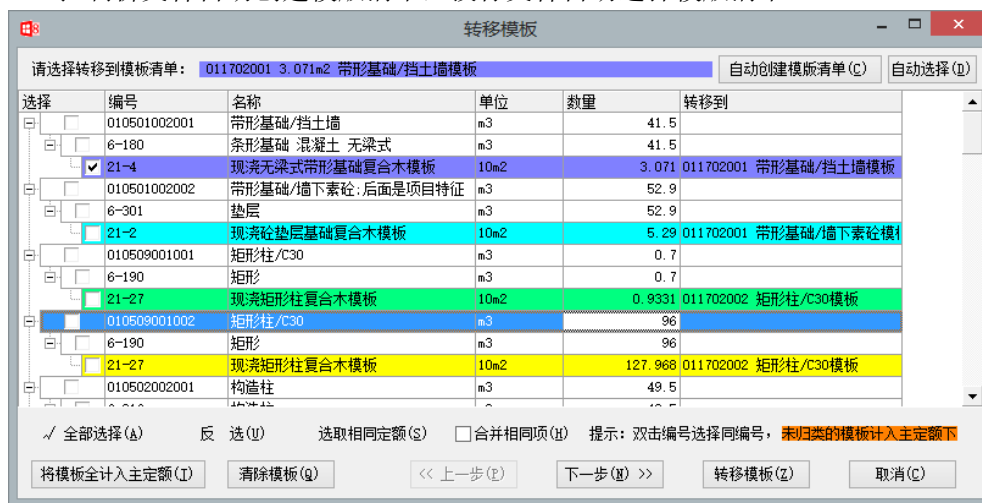 转移模板
请选择转移到模板清单： 011702001 3.071m2 带形基础/挡土墙模板 自动创建模版清单(C) 自动选择(D)
选择 编号 名称 单位 数量 转移到
010501002001 带形基础/挡土墙 m3 41.5
6-180 条形基础 混凝土 无梁式 m3 41.5
21-4 现浇无梁式带形基础复合木模板 10m2 3.071 011702001 带形基础/挡土墙模板
010501002002 带形基础/墙下素砼;后面是项目特征 m3 52.9
6-301 垫层 m3 52.9
21-2 现浇砼垫层基础复合木模板 10m2 5.29 011702001 带形基础/墙下素砼模
010509001001 矩形柱/C30 m3 0.7
6-190 矩形 m3 0.7
21-27 现浇矩形柱复合木模板 10m2 0.9331 011702002 矩形柱/C30模板
010509001002 矩形柱/C30 m3 96
6-190 矩形 m3 96
21-27 现浇矩形柱复合木模板 10m2 127.968 011702002 矩形柱/C30模板
010502002001 构造柱 m3 49.5
√ 全部选择(A) 反 选(U) 选取相同定额(S) 合并相同项(H) 提示：双击编号选择同编号，未归类的模板计入主定额下
将模板全计入主定额(T) 清除模板(Q) << 上一步(P) 下一步(N) >> 转移模板(Z) 取消(C)